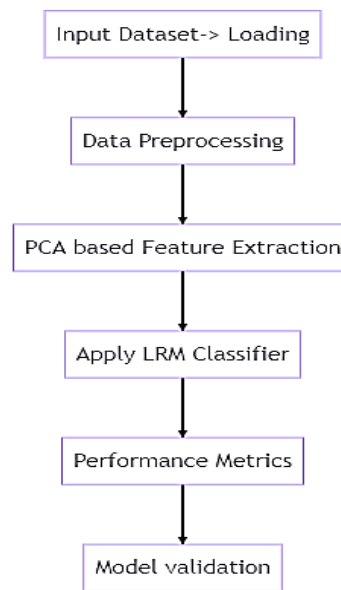 Input Dataset-> Loading
Data Preprocessing
PCA based Feature Extraction
Apply LRM Classifier
Performance Metrics
Model validation